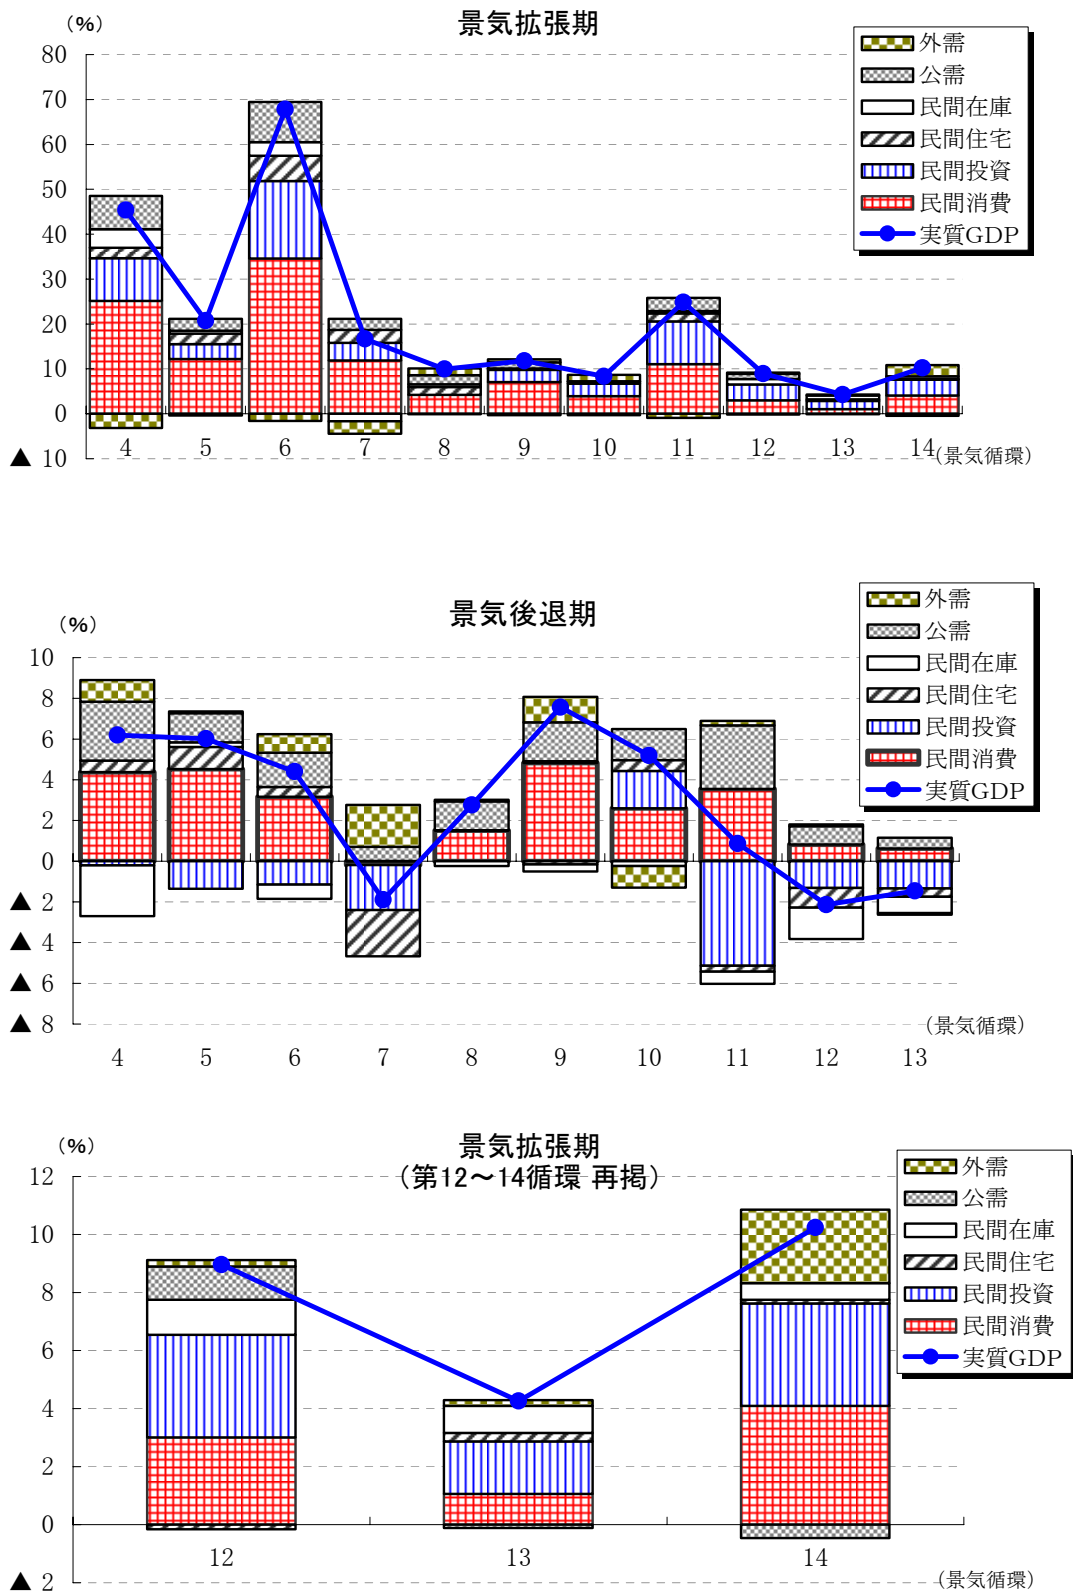 景気拡張期
（%）
80
70
60
50
40
30
20
10
0
▲ 10
4 5 6 7 8 9 10 11 12 13 14
(景気循環)
外需
公需
民間在庫
民間住宅
民間投資
民間消費
実質GDP
景気後退期
（%）
10
8
6
4
2
0
▲ 2
▲ 4
▲ 6
▲ 8
4 5 6 7 8 9 10 11 12 13
(景気循環)
外需
公需
民間在庫
民間住宅
民間投資
民間消費
実質GDP
景気拡張期
（第12～14循環 再掲）
（%）
12
10
8
6
4
2
0
▲ 2
12 13 14
(景気循環)
外需
公需
民間在庫
民間住宅
民間投資
民間消費
実質GDP